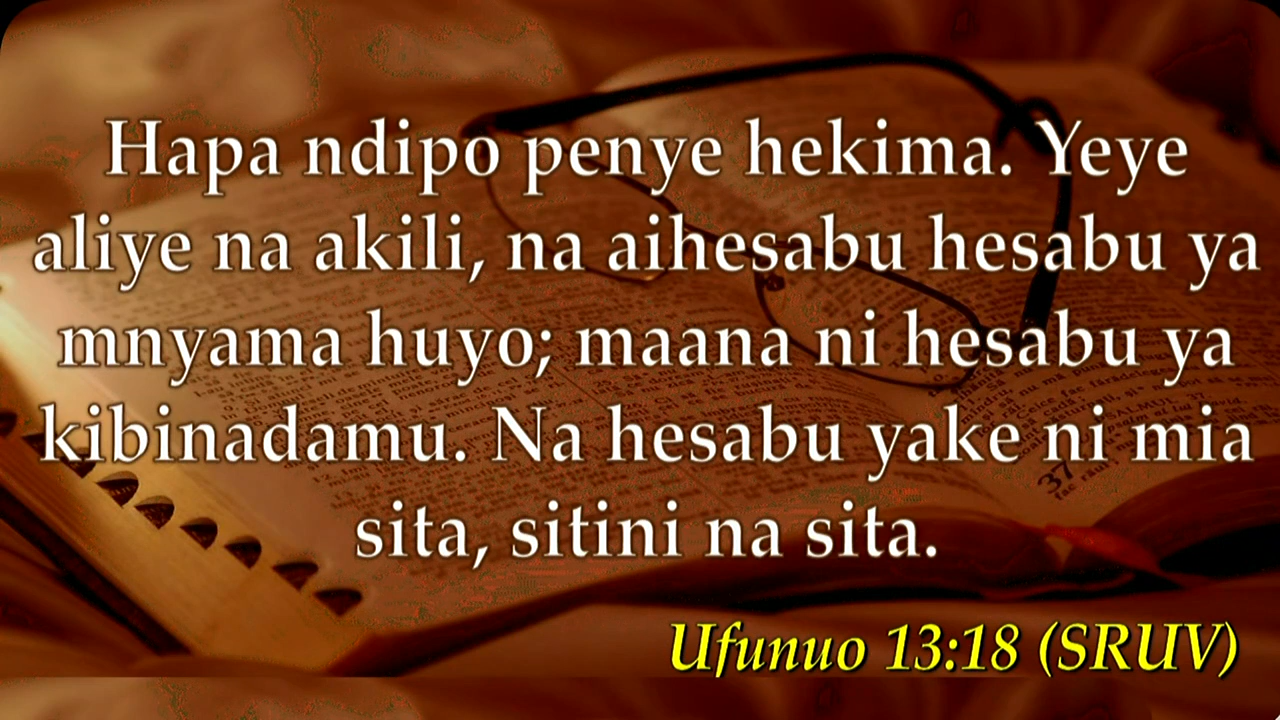 Hapa ndipo penye hekima. Yeye
aliye na akili, na aihesabu hesabu ya
mnyama huyo; maana ni hesabu ya
kibinadamu. Na hesabu yake ni mia
sita, sitini na sita.
Ufunuo 13:18 (SRUV)
37